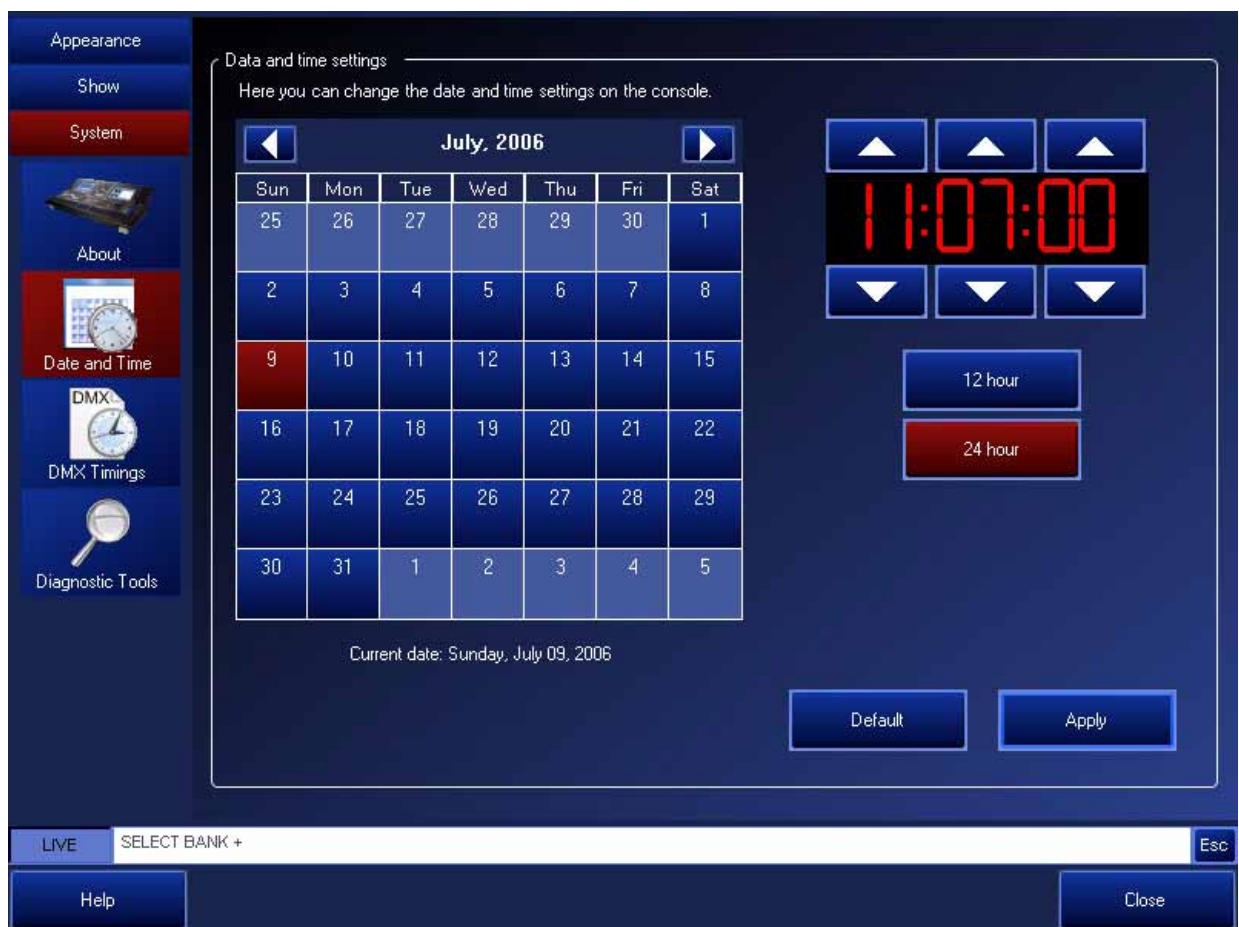 Appearance
Show
System
About
Date and Time
DMX
DMX Timings
Diagnostic Tools
Data and time settings
Here you can change the date and time settings on the console.
July, 2006
Sun Mon Tue Wed Thu Fri Sat
25 26 27 28 29 30 1
2 3 4 5 6 7 8
9 10 11 12 13 14 15
16 17 18 19 20 21 22
23 24 25 26 27 28 29
30 31 1 2 3 4 5
Current date: Sunday, July 09, 2006
11:07:00
12 hour
24 hour
Default Apply
LIVE SELECT BANK + Esc
Help Close